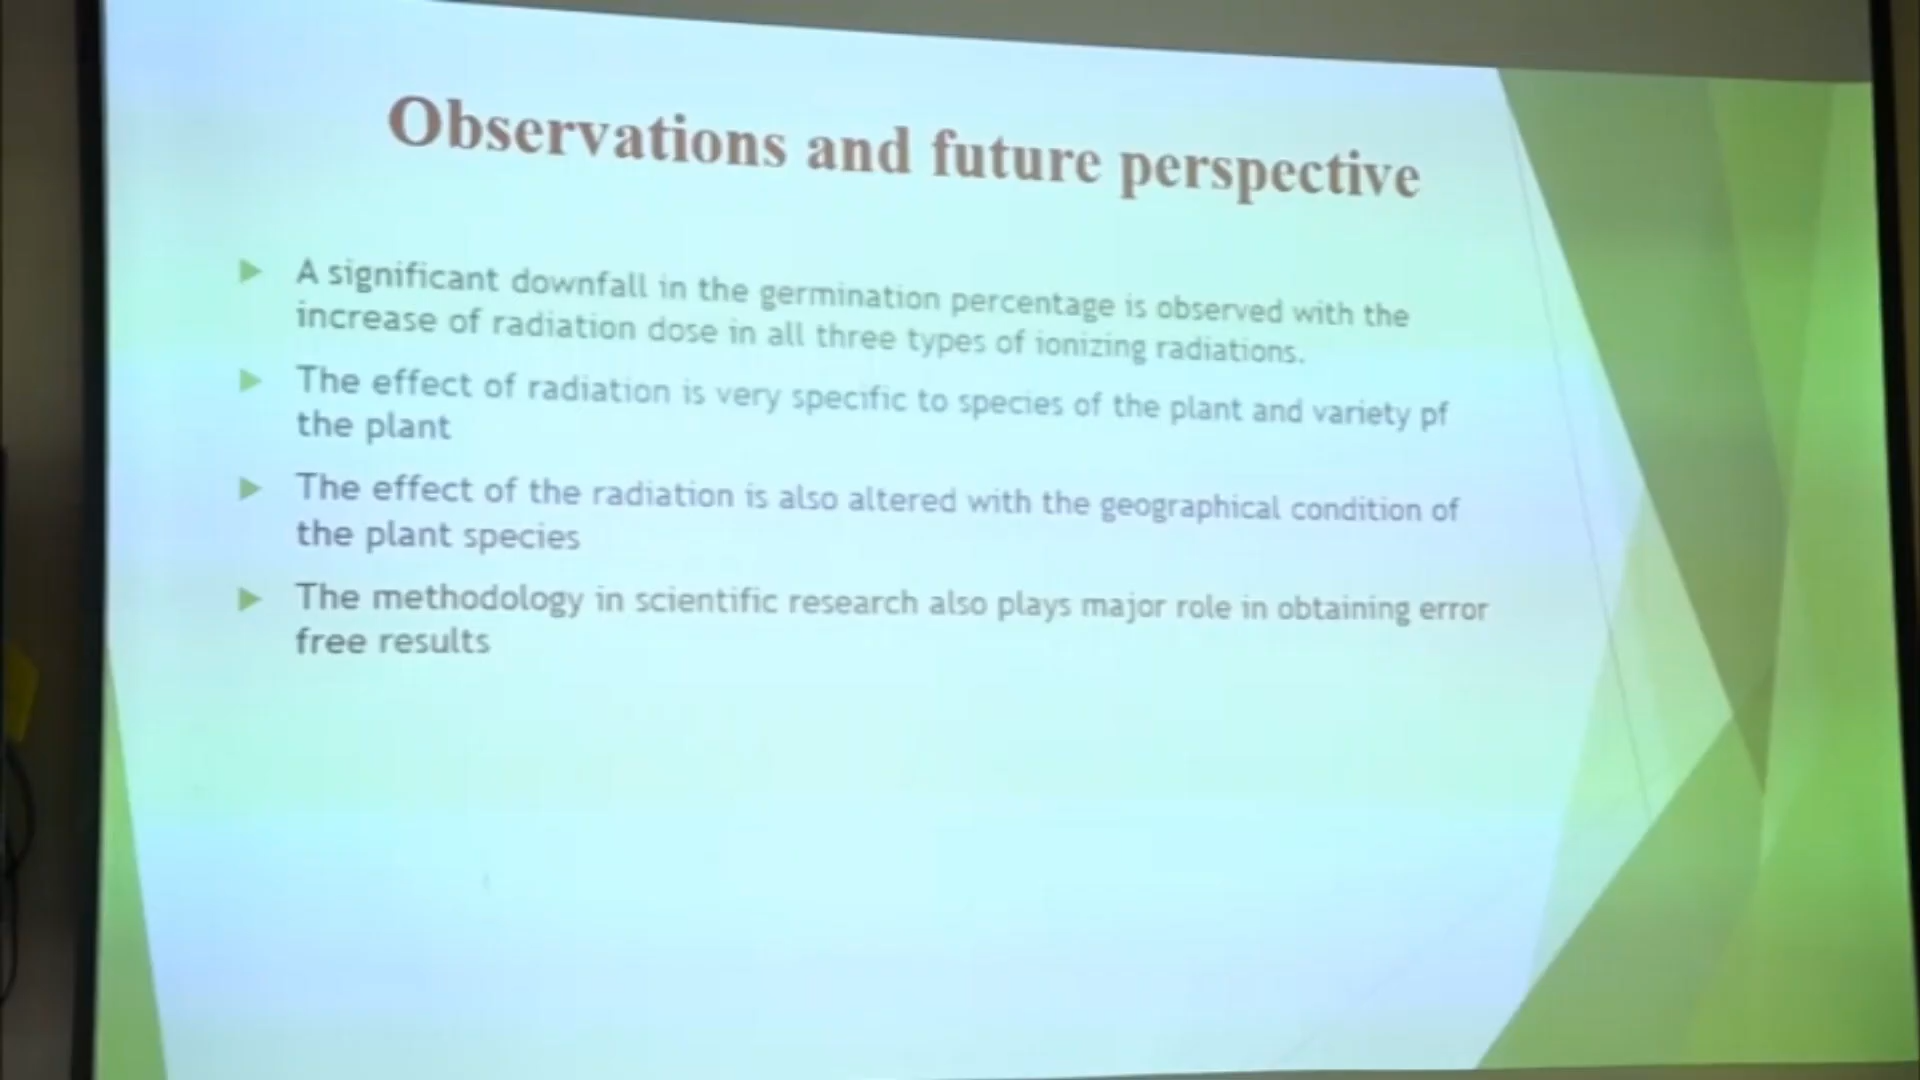 Observations and future perspective
A significant downfall in the germination percentage is observed with the
increase of radiation dose in all three types of ionizing radiations.
The effect of radiation is very specific to species of the plant and variety pf
the plant
The effect of the radiation is also altered with the geographical condition of
the plant species
The methodology in scientific research also plays major role in obtaining error
free results